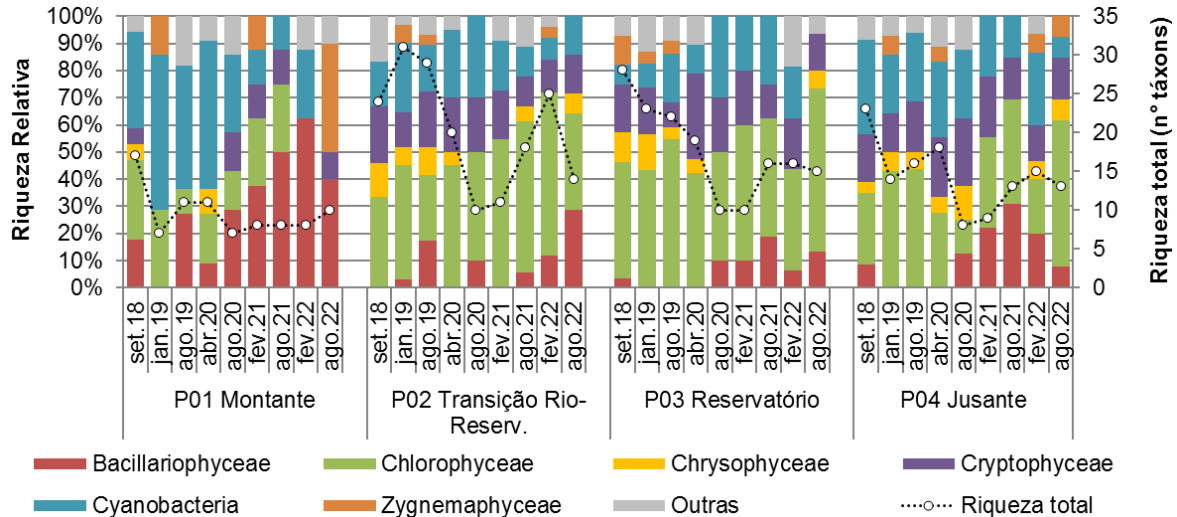 Riqueza Relativa
100%
90%
80%
70%
60%
50%
40%
30%
20%
10%
0%
35
30
25
20
15
10
5
0
Riqueza total (n° táxons)
set.18 jan.19 ago.19 abr.20 ago.20 fev.21 ago.21 fev.22 ago.22
set.18 jan.19 ago.19 abr.20 ago.20 fev.21 ago.21 fev.22 ago.22
set.18 jan.19 ago.19 abr.20 ago.20 fev.21 ago.21 fev.22 ago.22
set.18 jan.19 ago.19 abr.20 ago.20 fev.21 ago.21 fev.22 ago.22
P01 Montante
P02 Transição Rio-
Reserv.
P03 Reservatório
P04 Jusante
Bacillariophyceae Chlorophyceae Chrysophyceae Cryptophyceae
Cyanobacteria Zygnemaphyceae Outras Riqueza total